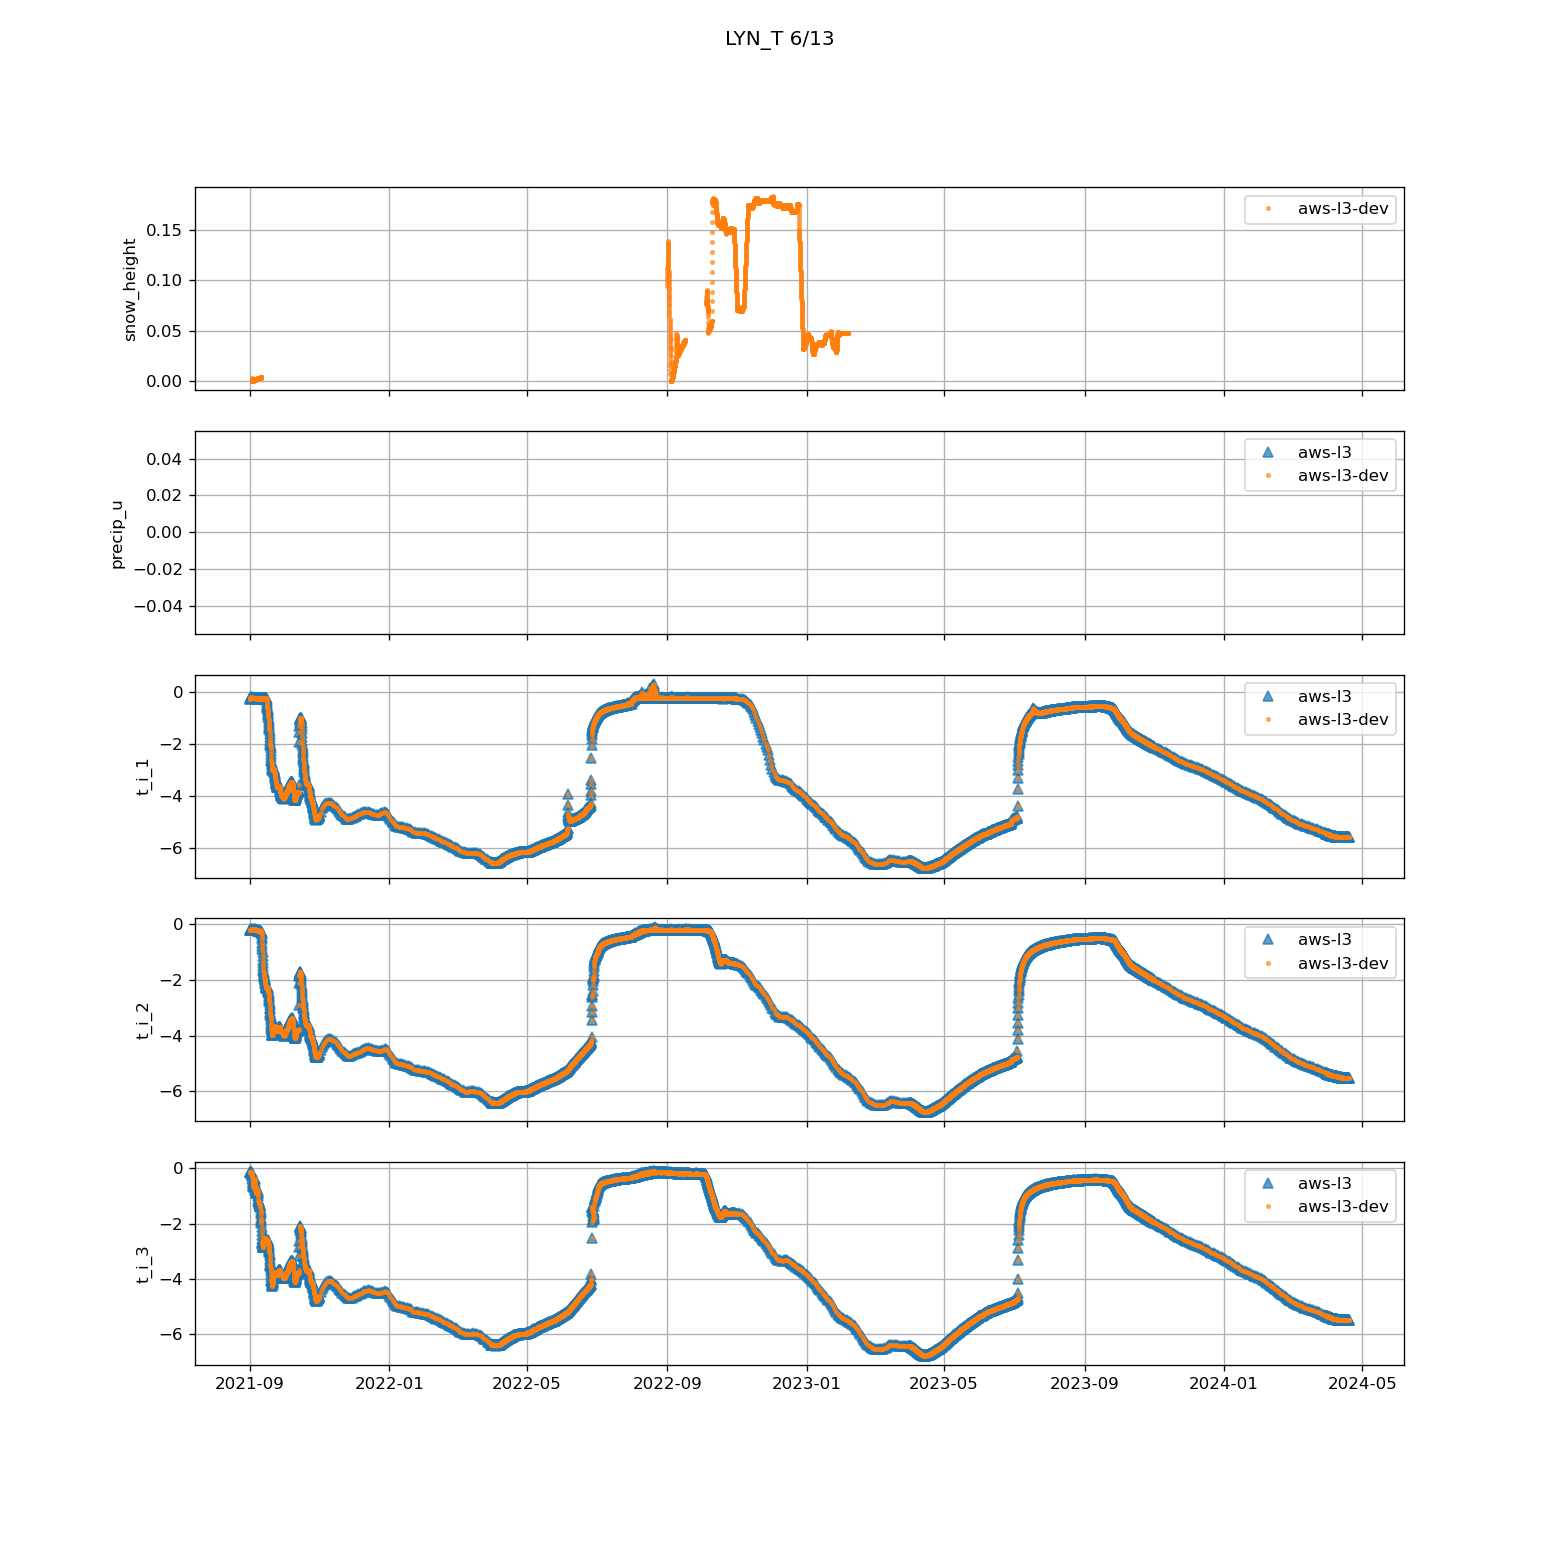 LYN_T 6/13
snow_height
0.15
0.10
0.05
0.00
aws-l3-dev
precip_u
0.04
0.02
0.00
−0.02
−0.04
aws-l3
aws-l3-dev
t_i_1
0
−2
−4
−6
aws-l3
aws-l3-dev
t_i_2
0
−2
−4
−6
aws-l3
aws-l3-dev
t_i_3
0
−2
−4
−6
aws-l3
aws-l3-dev
2021-09 2022-01 2022-05 2022-09 2023-01 2023-05 2023-09 2024-01 2024-05